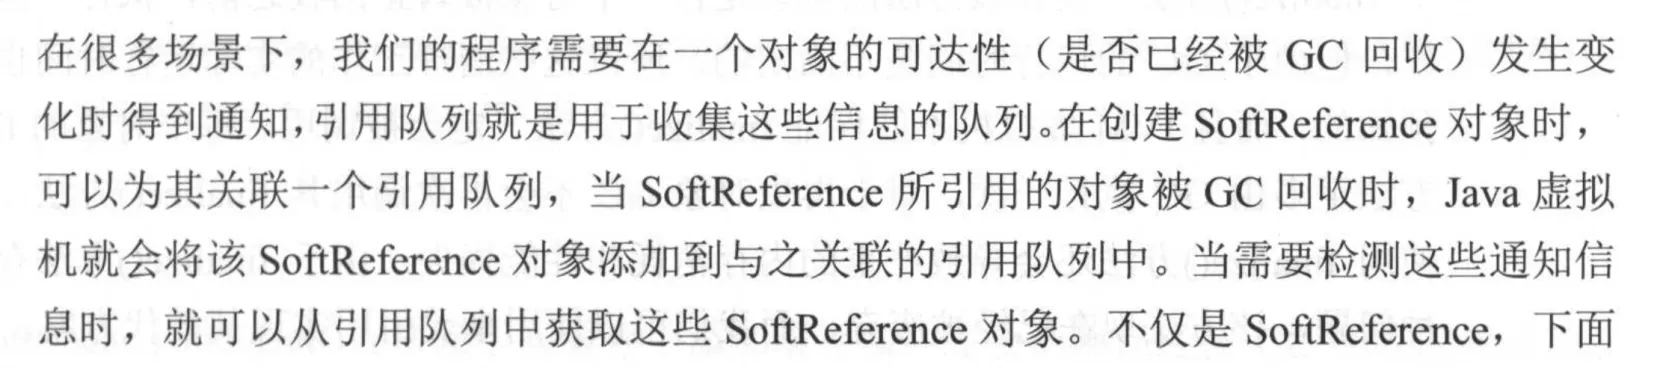 在很多场景下，我们的程序需要在一个对象的可达性（是否已经被 GC 回收）发生变
化时得到通知，引用队列就是用于收集这些信息的队列。在创建 SoftReference 对象时，
可以为其关联一个引用队列，当 SoftReference 所引用的对象被 GC 回收时，Java 虚拟
机就会将该 SoftReference 对象添加到与之关联的引用队列中。当需要检测这些通知信
息时，就可以从引用队列中获取这些 SoftReference 对象。不仅是 SoftReference，下面